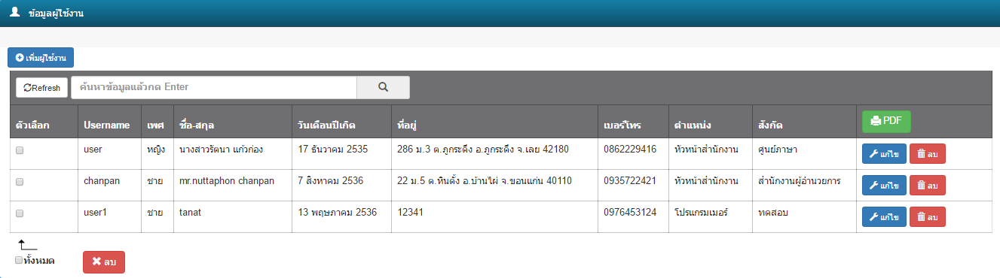 ข้อมูลผู้ใช้งาน
เพิ่มผู้ใช้งาน
Refresh ค้นหาข้อมูลแล้วกด Enter
ตัวเลือก Username เพศ ชื่อ-สกุล วันเดือนปีเกิด ที่อยู่ เบอร์โทร ตำแหน่ง สังกัด PDF
user หญิง นางสาวรัตนา แก้วก่อง 17 ธันวาคม 2535 286 ม.3 ต.ภูกระดึง อ.ภูกระดึง จ.เลย 42180 0862229416 หัวหน้าสำนักงาน ศูนย์ภาษา แก้ไข ลบ
chanpan ชาย mr.nuttaphon chanpan 7 สิงหาคม 2536 22 ม.5 ต.หินตั้ง อ.บ้านไผ่ จ.ขอนแก่น 40110 0935722421 หัวหน้าสำนักงาน สำนักงานผู้อำนวยการ แก้ไข ลบ
user1 ชาย tanat 13 พฤษภาคม 2536 12341 0976453124 โปรแกรมเมอร์ ทดสอบ แก้ไข ลบ
ทั้งหมด ลบ